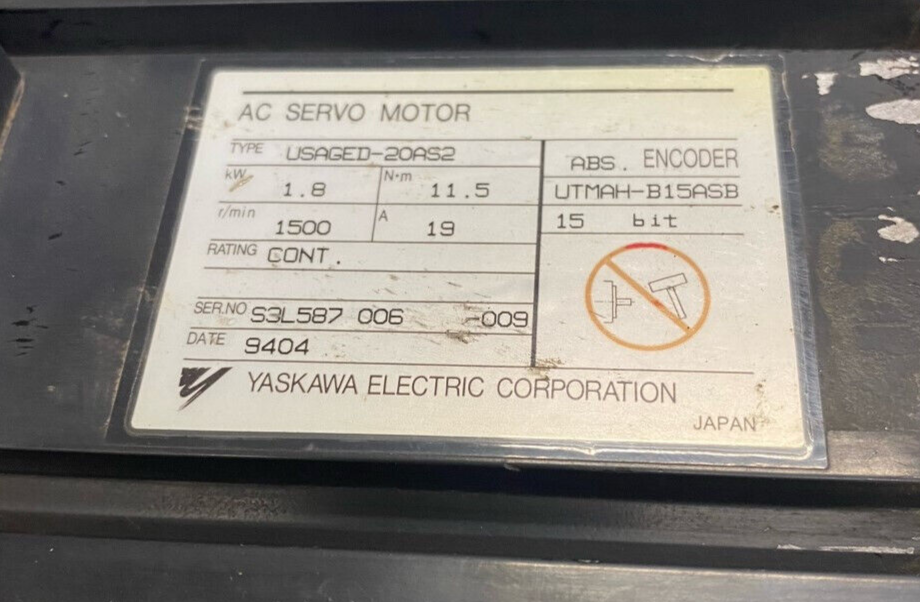 AC SERVO MOTOR
TYPE USAGED-20AS2
kW 1.8 N·m 11.5
r/min 1500 A 19
RATING CONT.
SER.NO S3L587 006 -009
DATE 9404
ABS. ENCODER
UTMAH-B15ASB
15 bit
YASKAWA ELECTRIC CORPORATION
JAPAN